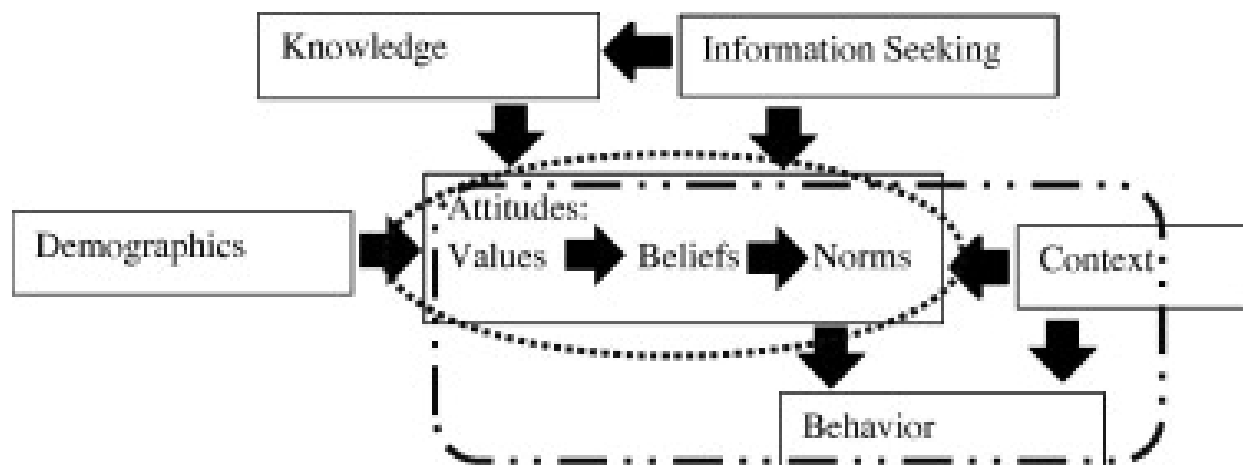 Knowledge
Information Seeking
Attitudes:
Demographics
Values
Beliefs
Norms
Context
Behavior